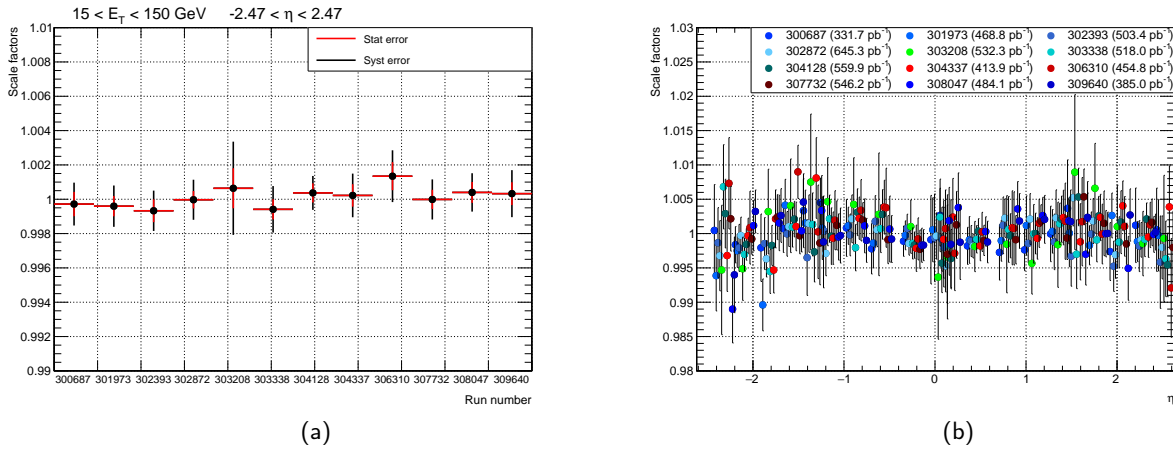 15 < E_T < 150 GeV -2.47 < η < 2.47
Scale factors
1.01
1.008
1.006
1.004
1.002
1
0.998
0.996
0.994
0.992
0.99
Stat error
Syst error
300687 301973 302393 302872 303208 303338 304128 304337 306310 307732 308047 309640
Run number
(a)
Scale factors
1.03
1.025
1.02
1.015
1.01
1.005
1
0.995
0.99
0.985
0.98
300687 (331.7 pb⁻¹) 301973 (468.8 pb⁻¹) 302393 (503.4 pb⁻¹)
302872 (645.3 pb⁻¹) 303208 (532.3 pb⁻¹) 303338 (518.0 pb⁻¹)
304128 (559.9 pb⁻¹) 304337 (413.9 pb⁻¹) 306310 (454.8 pb⁻¹)
307732 (546.2 pb⁻¹) 308047 (484.1 pb⁻¹) 309640 (385.0 pb⁻¹)
−2 −1 0 1 2
η
(b)